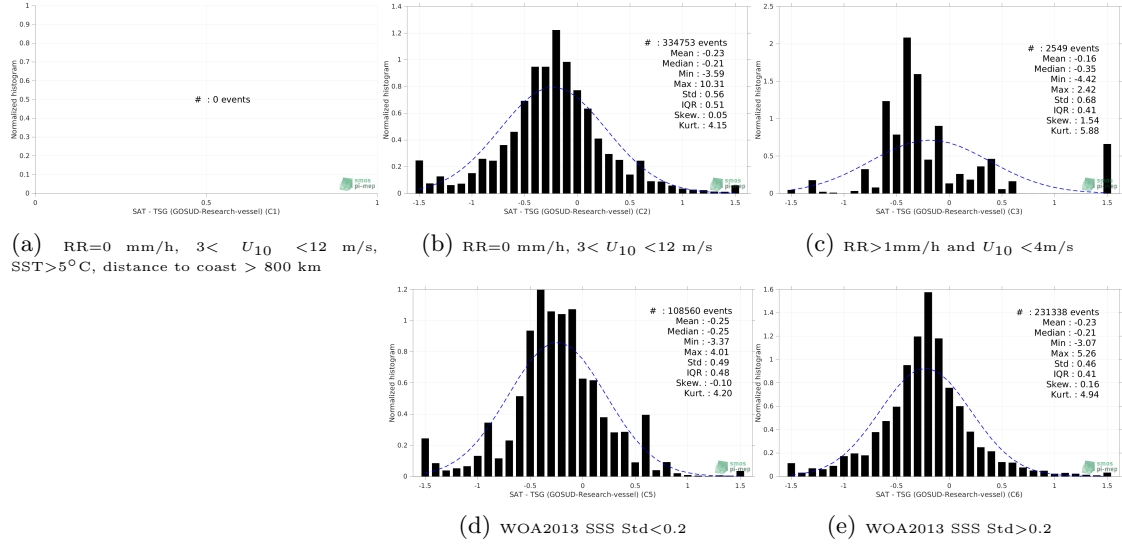 1
0.9
0.8
0.7
0.6
0.5
0.4
0.3
0.2
0.1
0
Normalized histogram
# : 0 events
smos
pi-mep
0 0.5 1
SAT - TSG (GOSUD-Research-vessel) (C1)
(a) RR=0 mm/h, 3< U10 <12 m/s,
SST>5°C, distance to coast > 800 km
1.4
1.2
1
0.8
0.6
0.4
0.2
0
Normalized histogram
# : 334753 events
Mean : -0.23
Median : -0.21
Min : -3.59
Max : 10.31
Std : 0.56
IQR : 0.51
Skew. : 0.05
Kurt. : 4.15
smos
pi-mep
-1.5 -1 -0.5 0 0.5 1 1.5
SAT - TSG (GOSUD-Research-vessel) (C2)
(b) RR=0 mm/h, 3< U10 <12 m/s
2.5
2
1.5
1
0.5
0
Normalized histogram
# : 2549 events
Mean : -0.16
Median : -0.35
Min : -4.42
Max : 2.42
Std : 0.68
IQR : 0.41
Skew. : 1.54
Kurt. : 5.88
smos
pi-mep
-1.5 -1 -0.5 0 0.5 1 1.5
SAT - TSG (GOSUD-Research-vessel) (C3)
(c) RR>1mm/h and U10 <4m/s
1.2
1
0.8
0.6
0.4
0.2
0
Normalized histogram
# : 108560 events
Mean : -0.25
Median : -0.25
Min : -3.37
Max : 4.01
Std : 0.49
IQR : 0.48
Skew. : -0.10
Kurt. : 4.20
smos
pi-mep
-1.5 -1 -0.5 0 0.5 1 1.5
SAT - TSG (GOSUD-Research-vessel) (C5)
(d) WOA2013 SSS Std<0.2
1.6
1.4
1.2
1
0.8
0.6
0.4
0.2
0
Normalized histogram
# : 231338 events
Mean : -0.23
Median : -0.21
Min : -3.07
Max : 5.26
Std : 0.46
IQR : 0.41
Skew. : 0.16
Kurt. : 4.94
smos
pi-mep
-1.5 -1 -0.5 0 0.5 1 1.5
SAT - TSG (GOSUD-Research-vessel) (C6)
(e) WOA2013 SSS Std>0.2